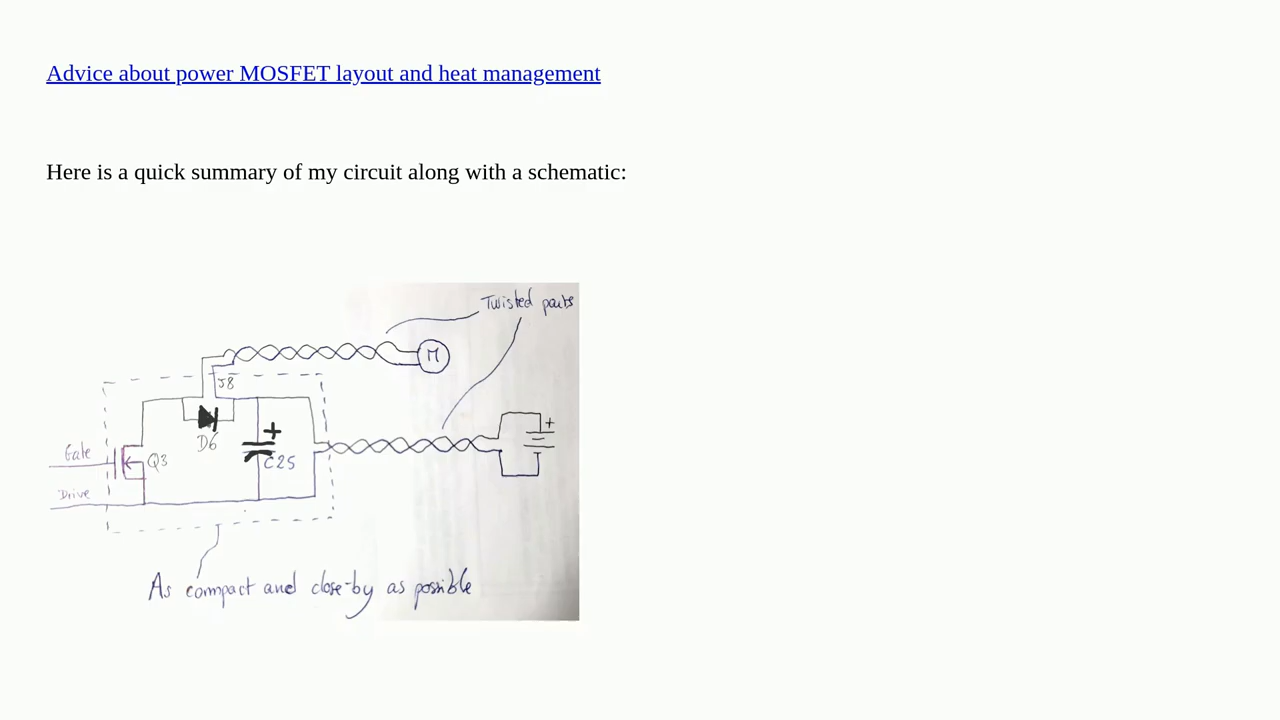 Advice about power MOSFET layout and heat management
Here is a quick summary of my circuit along with a schematic:
Twisted pairs
M
J8
D6
+
C25
+
Gate
Q3
Drive
As compact and close-by as possible